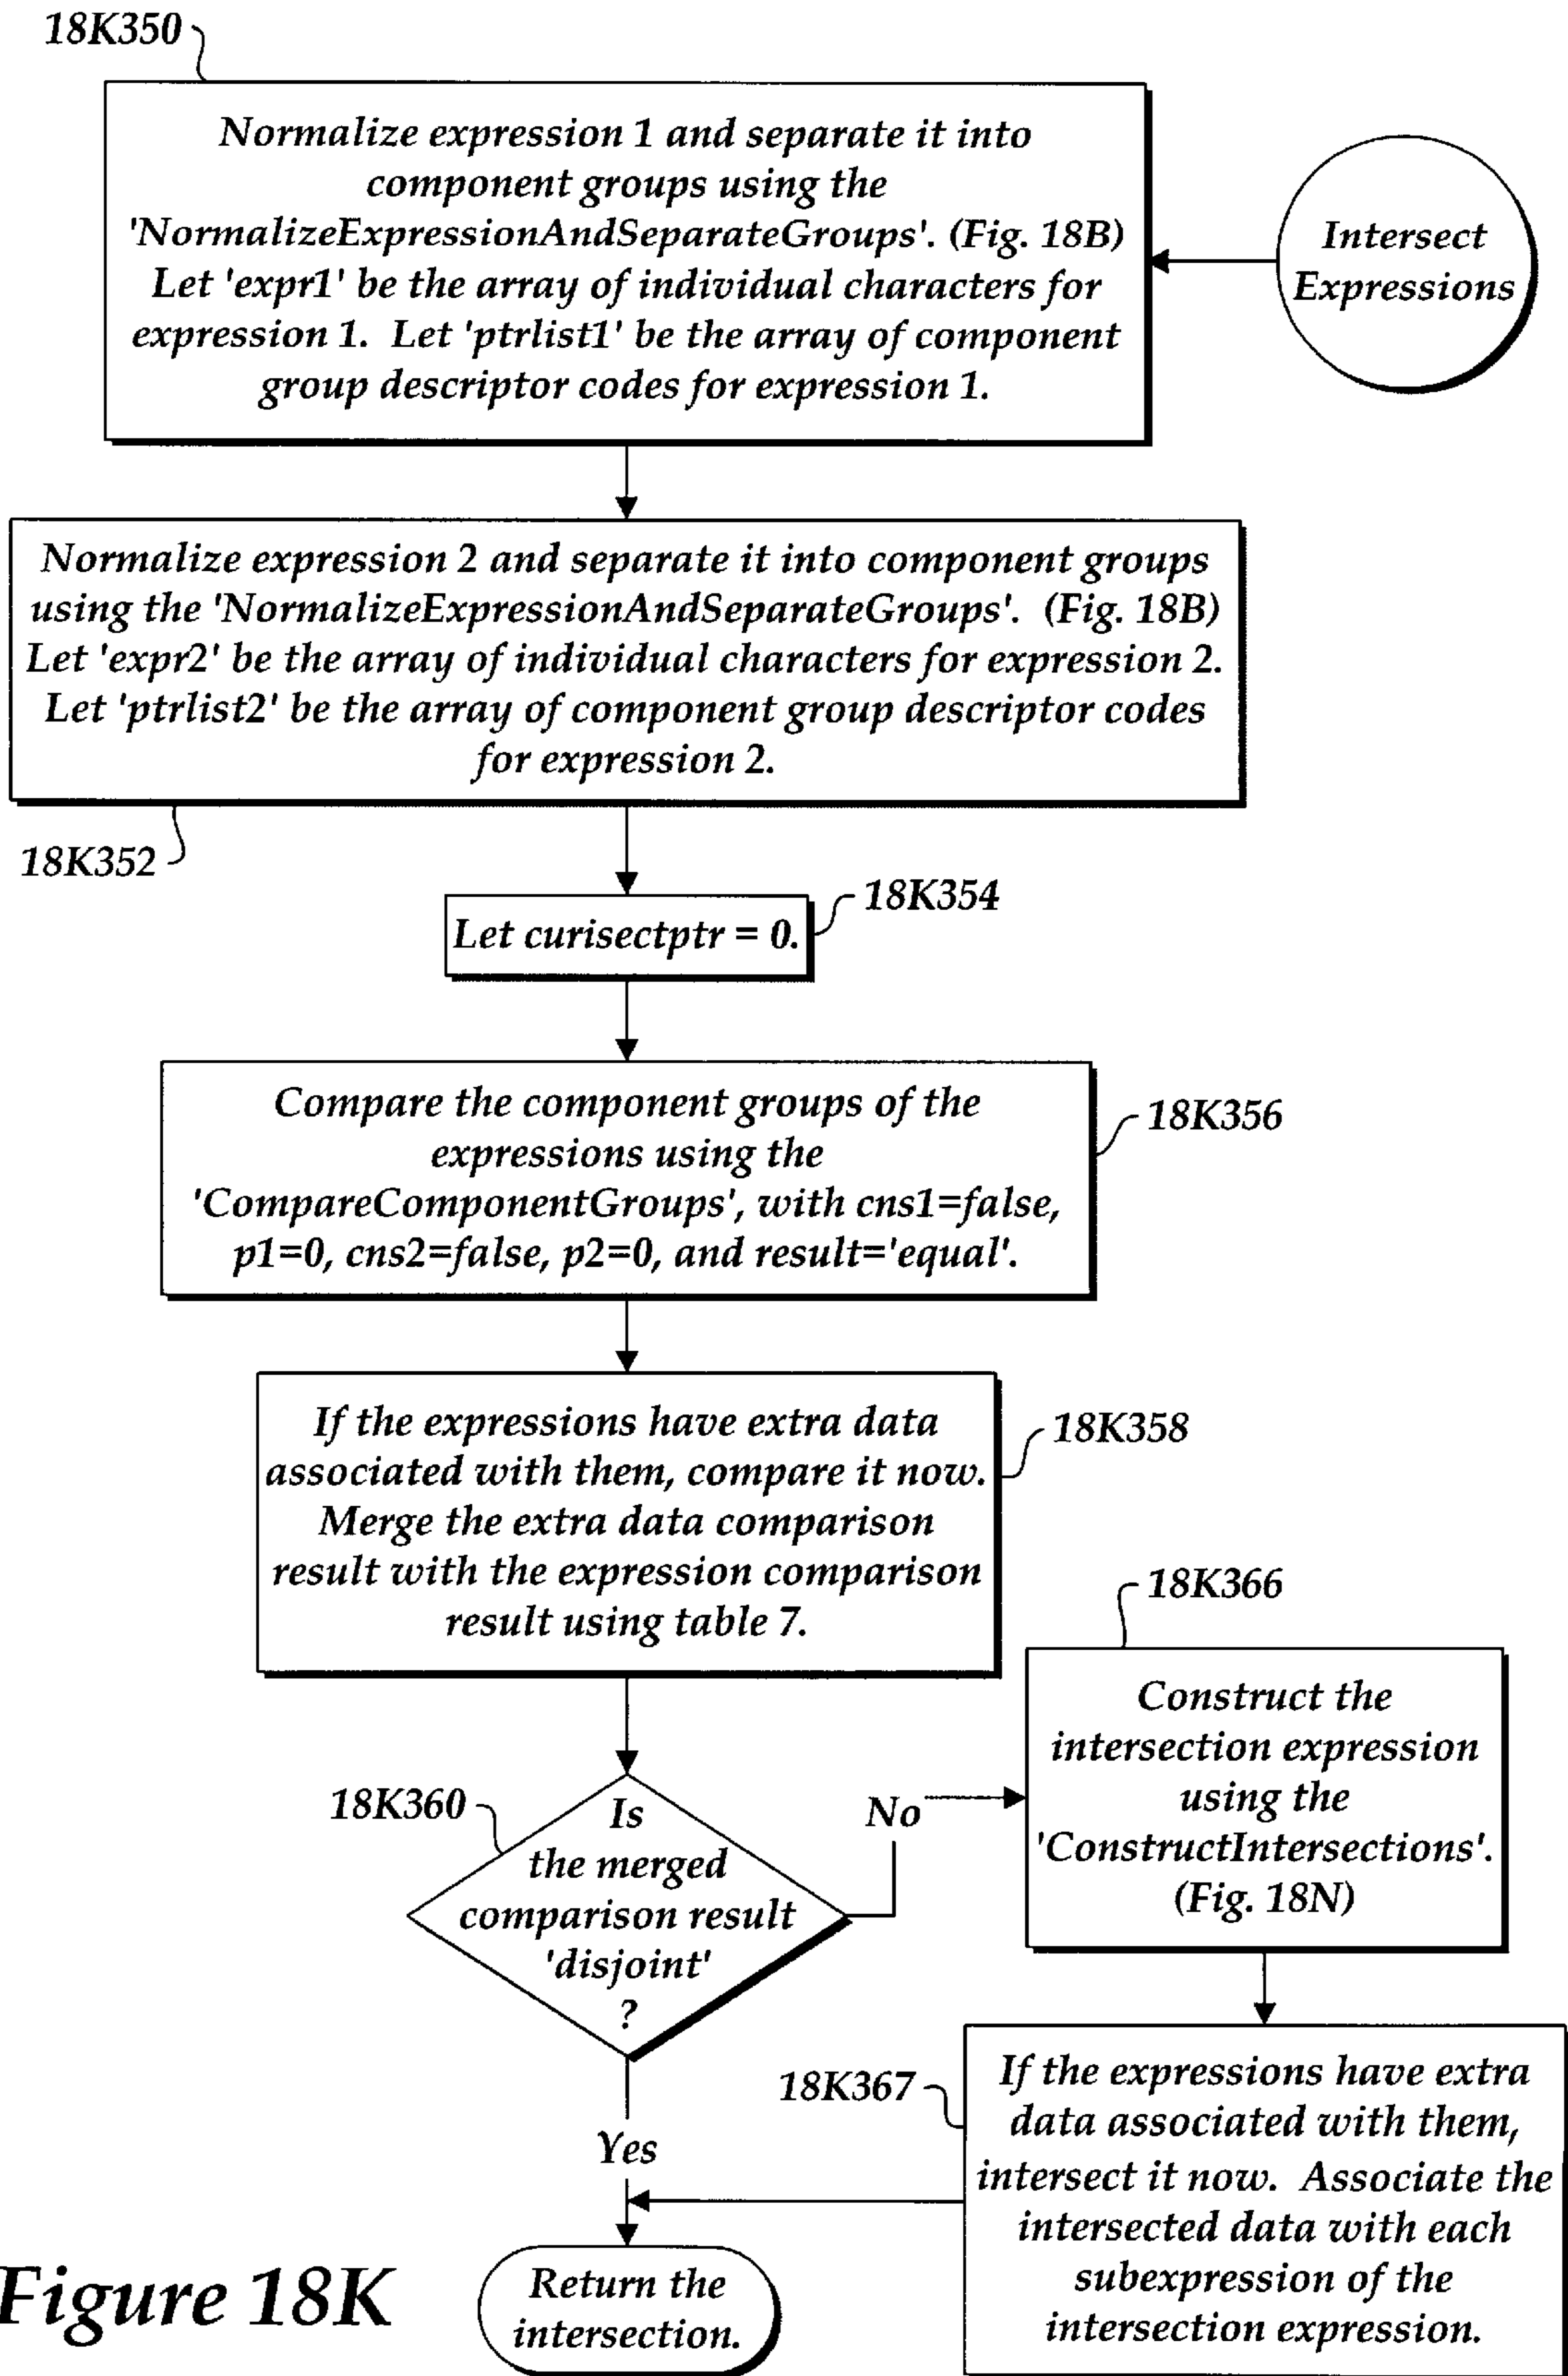 18K350
Normalize expression 1 and separate it into
component groups using the
'NormalizeExpressionAndSeparateGroups'. (Fig. 18B)
Let 'expr1' be the array of individual characters for
expression 1. Let 'ptrlist1' be the array of component
group descriptor codes for expression 1.
Intersect
Expressions
Normalize expression 2 and separate it into component groups
using the 'NormalizeExpressionAndSeparateGroups'. (Fig. 18B)
Let 'expr2' be the array of individual characters for expression 2.
Let 'ptrlist2' be the array of component group descriptor codes
for expression 2.
18K352
Let curisectptr = 0.
18K354
Compare the component groups of the
expressions using the
'CompareComponentGroups', with cns1=false,
p1=0, cns2=false, p2=0, and result='equal'.
18K356
If the expressions have extra data
associated with them, compare it now.
Merge the extra data comparison
result with the expression comparison
result using table 7.
18K358
18K360
Is
the merged
comparison result
'disjoint'
?
No
18K366
Construct the
intersection expression
using the
'ConstructIntersections'.
(Fig. 18N)
Yes
18K367
If the expressions have extra
data associated with them,
intersect it now. Associate the
intersected data with each
subexpression of the
intersection expression.
Return the
intersection.
Figure 18K